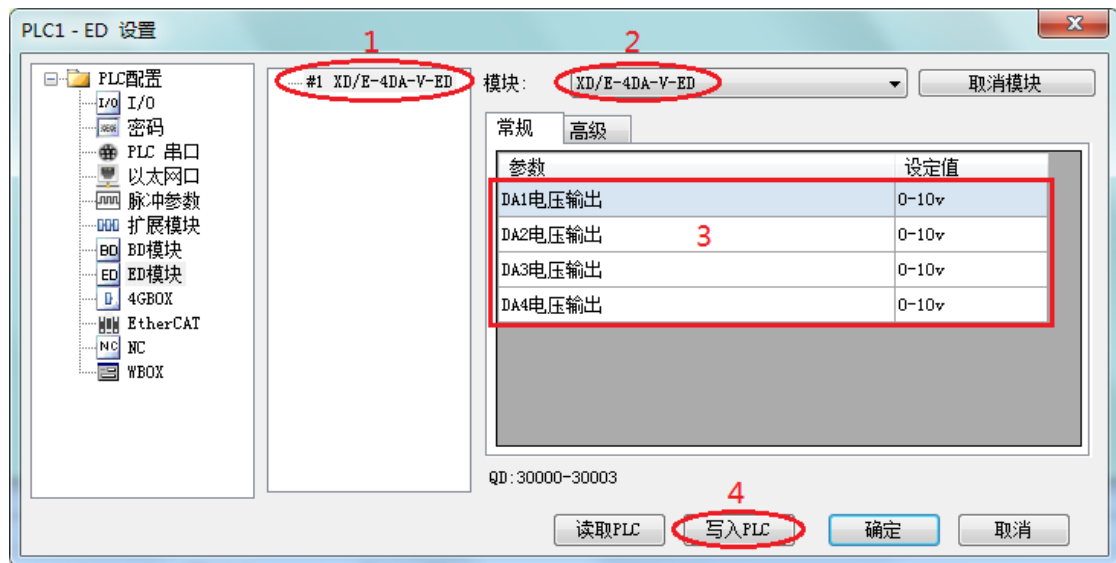 PLC1 - ED 设置
1
2
PLC配置
I/O I/O
密码
PLC 串口
以太网口
脉冲参数
扩展模块
BD BD模块
ED ED模块
4GBOX
EtherCAT
NC NC
WBOX
#1 XD/E-4DA-V-ED
模块: XD/E-4DA-V-ED 取消模块
常规 高级
参数 设定值
DA1电压输出 0-10v
DA2电压输出 0-10v
3
DA3电压输出 0-10v
DA4电压输出 0-10v
QD:30000-30003
4
读取PLC 写入PLC 确定 取消